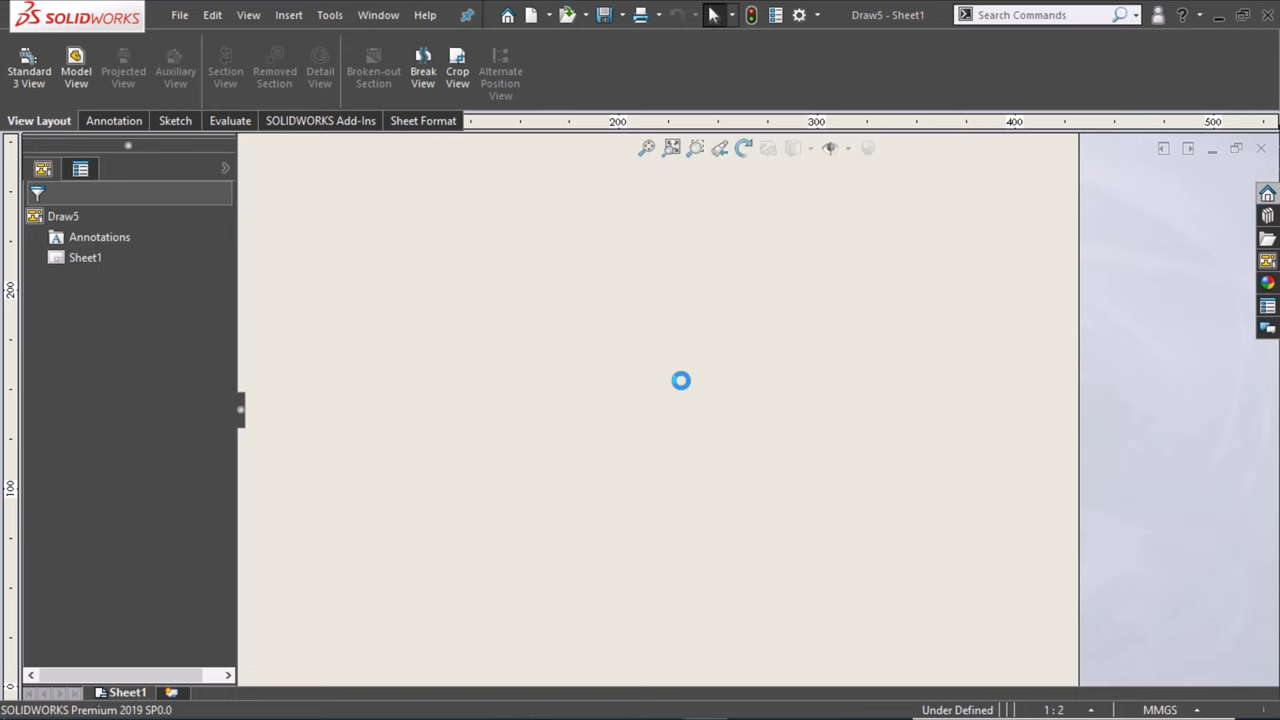 SOLIDWORKS File Edit View Insert Tools Window Help Draw5 - Sheet1 Search Commands ?
Standard
3 View
Model
View
Projected
View
Auxiliary
View
Section
View
Removed
Section
Detail
View
Broken-out
Section
Break
View
Crop
View
Alternate
Position
View
View Layout Annotation Sketch Evaluate SOLIDWORKS Add-Ins Sheet Format
200 300 400 500
Draw5
A Annotations
Sheet1
200
100
0
Sheet1
SOLIDWORKS Premium 2019 SP0.0 Under Defined 1 : 2 MMGS